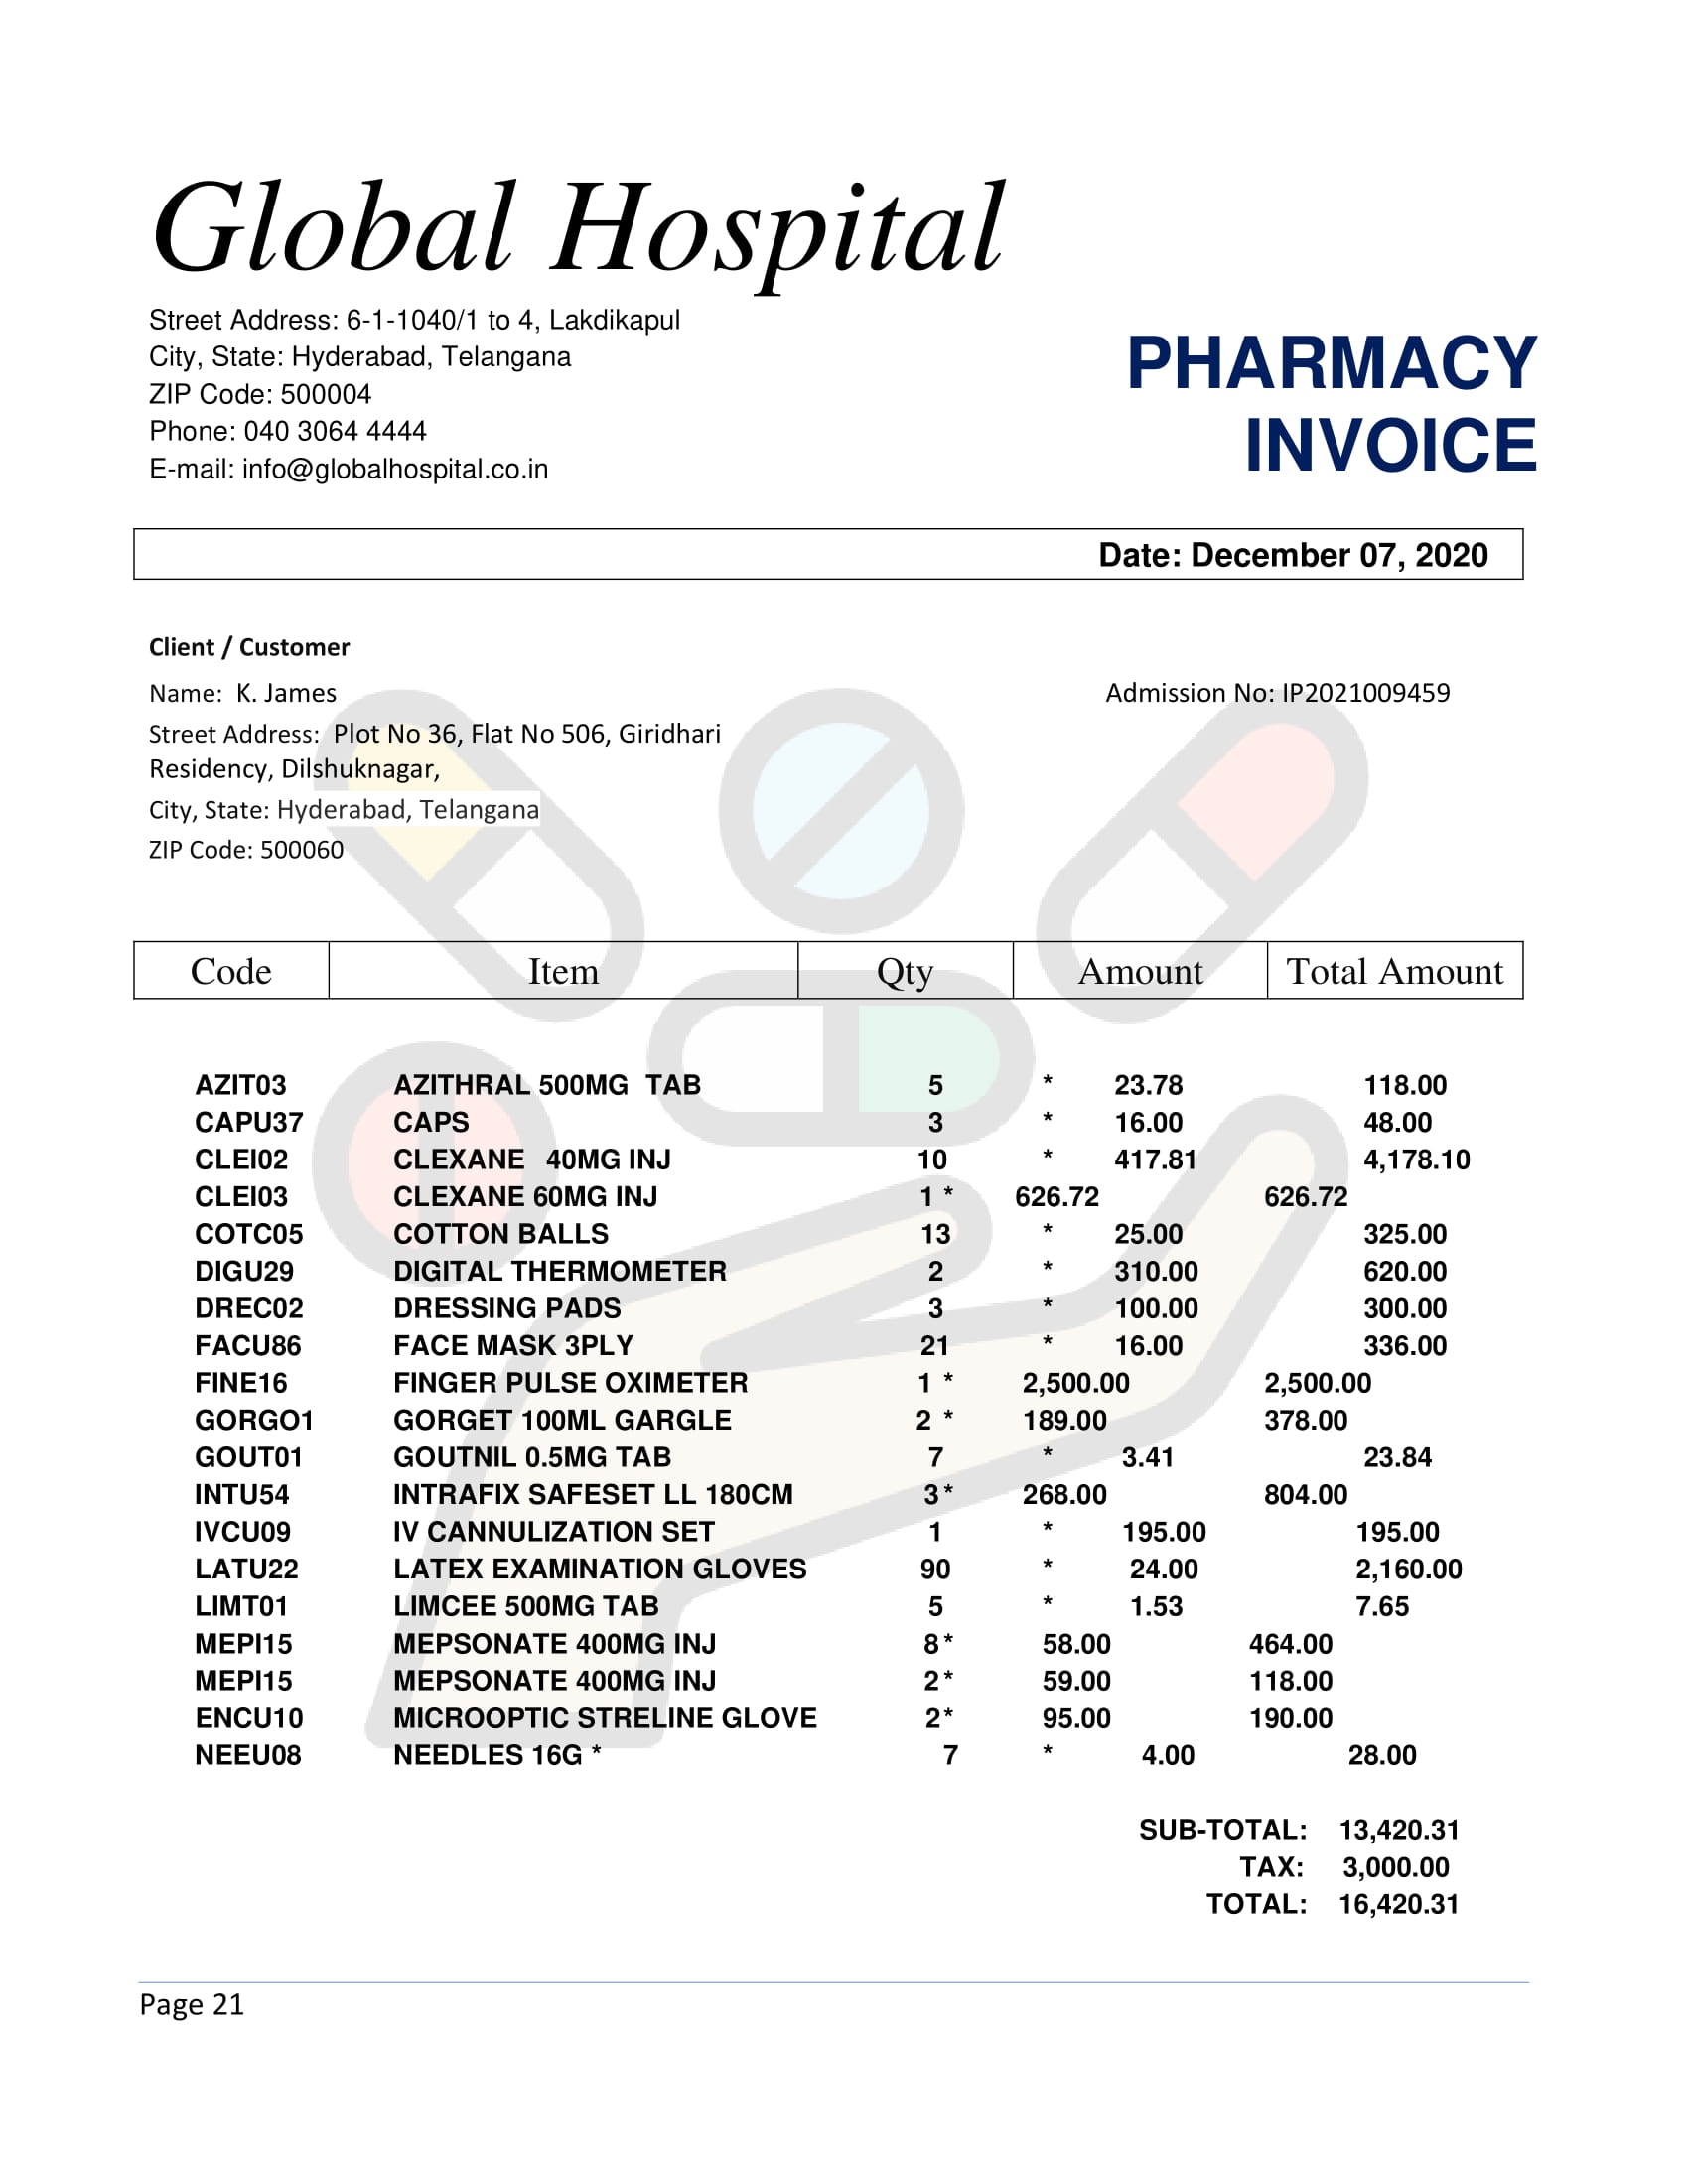 Global Hospital
Street Address: 6-1-1040/1 to 4, Lakdikapul
City, State: Hyderabad, Telangana
ZIP Code: 500004
Phone: 040 3064 4444
E-mail: info@globalhospital.co.in
PHARMACY
INVOICE
Date: December 07, 2020
Client / Customer
Name: K. James Admission No: IP2021009459
Street Address: Plot No 36, Flat No 506, Giridhari
Residency, Dilshuknagar,
City, State: Hyderabad, Telangana
ZIP Code: 500060
Code Item Qty Amount Total Amount
AZIT03 AZITHRAL 500MG TAB 5 * 23.78 118.00
CAPU37 CAPS 3 * 16.00 48.00
CLEI02 CLEXANE 40MG INJ 10 * 417.81 4,178.10
CLEI03 CLEXANE 60MG INJ 1 * 626.72 626.72
COTC05 COTTON BALLS 13 * 25.00 325.00
DIGU29 DIGITAL THERMOMETER 2 * 310.00 620.00
DREC02 DRESSING PADS 3 * 100.00 300.00
FACU86 FACE MASK 3PLY 21 * 16.00 336.00
FINE16 FINGER PULSE OXIMETER 1 * 2,500.00 2,500.00
GORGO1 GORGET 100ML GARGLE 2 * 189.00 378.00
GOUT01 GOUTNIL 0.5MG TAB 7 * 3.41 23.84
INTU54 INTRAFIX SAFESET LL 180CM 3* 268.00 804.00
IVCU09 IV CANNULIZATION SET 1 * 195.00 195.00
LATU22 LATEX EXAMINATION GLOVES 90 * 24.00 2,160.00
LIMT01 LIMCEE 500MG TAB 5 * 1.53 7.65
MEPI15 MEPSONATE 400MG INJ 8* 58.00 464.00
MEPI15 MEPSONATE 400MG INJ 2* 59.00 118.00
ENCU10 MICROOPTIC STRELINE GLOVE 2* 95.00 190.00
NEEU08 NEEDLES 16G * 7 * 4.00 28.00
SUB-TOTAL: 13,420.31
TAX: 3,000.00
TOTAL: 16,420.31
Page 21